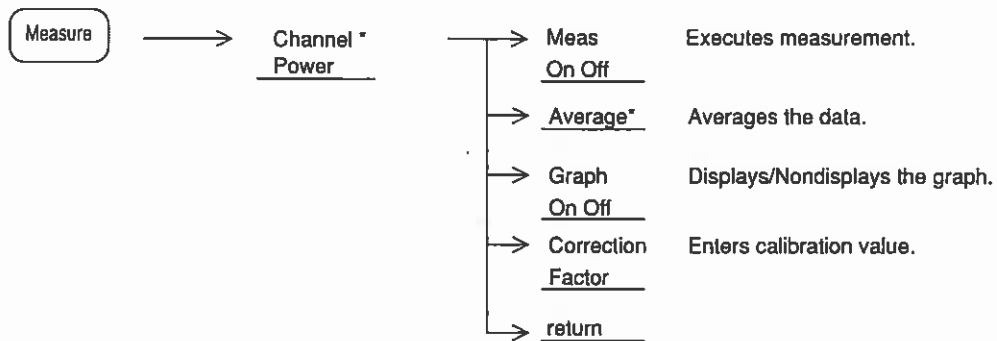 Measure
Channel *
Power
Meas
On Off
Executes measurement.
Average*
Averages the data.
Graph
On Off
Displays/Nondisplays the graph.
Correction
Factor
Enters calibration value.
return